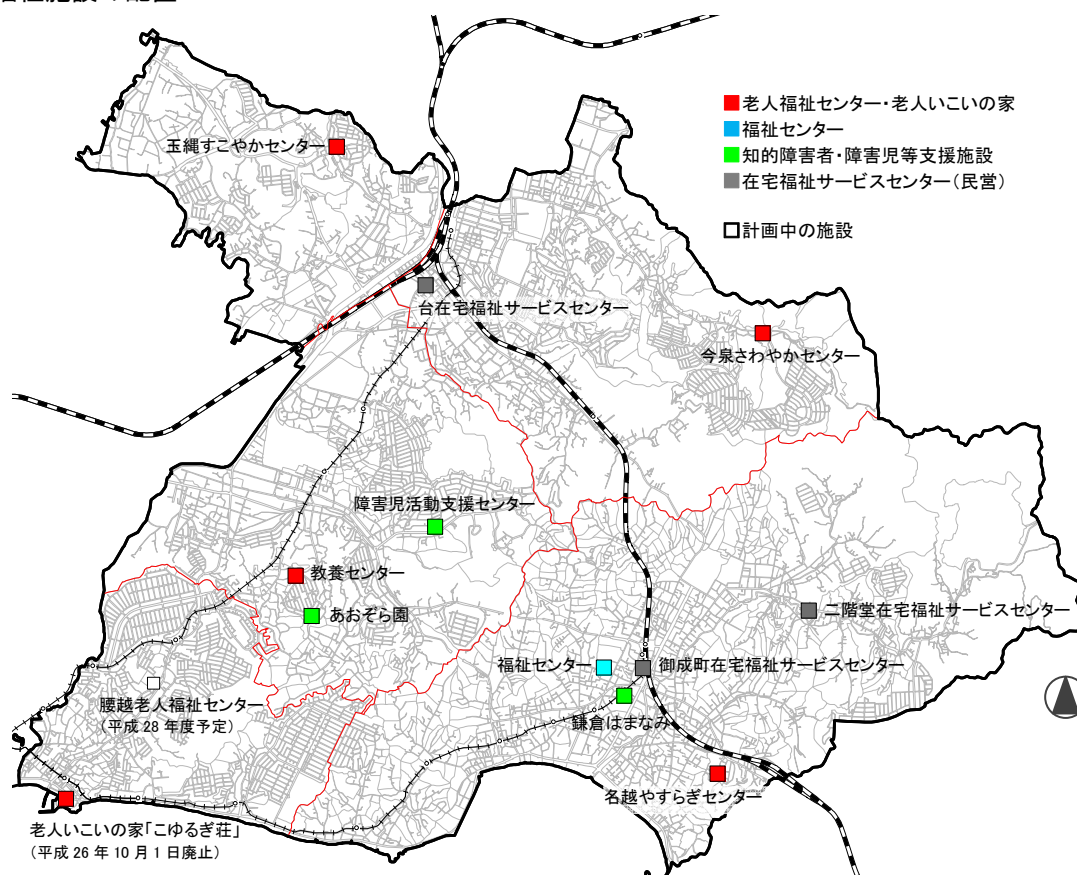 老人福祉センター・老人いこいの家
福祉センター
知的障害者・障害児等支援施設
在宅福祉サービスセンター(民営)
計画中の施設
玉縄すこやかセンター
台在宅福祉サービスセンター
今泉さわやかセンター
障害児活動支援センター
教養センター
あおぞら園
二階堂在宅福祉サービスセンター
福祉センター
御成町在宅福祉サービスセンター
鎌倉はまなみ
腰越老人福祉センター
(平成 28 年度予定)
名越やすらぎセンター
老人いこいの家「こゆるぎ荘」
(平成 26 年 10 月 1 日廃止)